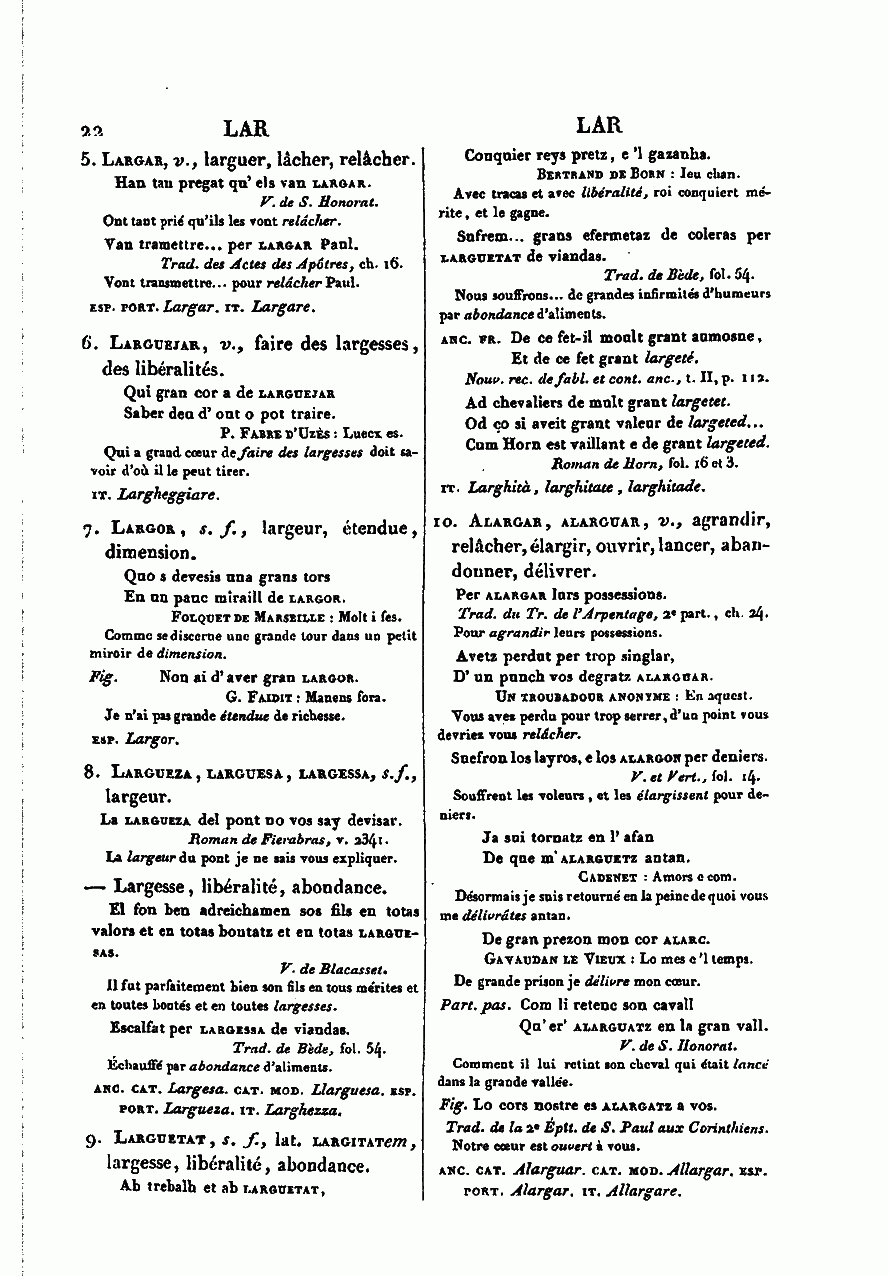 22 LAR
5. LARGAR, v., larguer, lâcher, relâcher.
Han tan pregat qu' els van LARGAR.
V. de S. Honorat.
Ont tant prié qu'ils les vont relâcher.
Van tramettre... per LARGAR Paul.
Trad. des Actes des Apôtres, ch. 16.
Vont transmettre... pour relâcher Paul.
ESP. PORT. Largar. IT. Largare.
6. LARGUEJAR, v., faire des largesses,
des libéralités.
Qui gran cor a de LARGUEJAR
Saber deu d' ont o pot traire.
P. FABRE D'UZÈS : Luecx es.
Qui a grand cœur de faire des largesses doit sa-
voir d'où il le peut tirer.
IT. Largheggiare.
7. LARGOR, s. f., largeur, étendue,
dimension.
Quo s devesis una grans tors
En un pauc miraill de LARGOR.
FOLQUET DE MARSEILLE : Molt i fes.
Comme se discerne une grande tour dans un petit
miroir de dimension.
Fig. Non ai d' aver gran LARGOR.
G. FAIDIT : Manens fora.
Je n'ai pas grande étendue de richesse.
ESP. Largor.
8. LARGUEZA, LARGUESA, LARGESSA, s. f.,
largeur.
La LARGUEZA del pont no vos say devisar.
Roman de Fierabras, v. 2341.
La largeur du pont je ne sais vous expliquer.
— Largesse, libéralité, abondance.
El fon ben adreichamen sos fils en totas
valors et en totas boutatz et en totas LARGUE-
SAS.
V. de Blacasset.
Il fut parfaitement bien son fils en tous mérites et
en toutes bontés et en toutes largesses.
Escalfat per LARGESSA de viandas.
Trad. de Bède, fol. 54.
Échauffé par abondance d'aliments.
ANC. CAT. Largesa. CAT. MOD. Llarguesa. ESP.
PORT. Largueza. IT. Larghezza.
9. LARGUETAT, s. f., lat. LARGITATem,
largesse, libéralité, abondance.
Ab trebalh et ab LARGUETAT,
LAR
Conquier reys pretz, e 'l gazanha.
BERTRAND DE BORN : Ieu chan.
Avec tracas et avec libéralité, roi conquiert mé-
rite, et le gagne.
Sufrem... grans efermetaz de coleras per
LARGUETAT de viandas.
Trad. de Bède, fol. 54.
Nous souffrons... de grandes infirmités d'humeurs
par abondance d'aliments.
ANC. FR. De ce fet-il moult grant aumosne,
Et de ce fet grant largeté.
Nouv. rec. de fabl. et cont. anc., t. II, p. 112.
Ad chevaliers de mult grant largetet.
Od ço si aveit grant valeur de largeted...
Cum Horn est vaillant e de grant largeted.
Roman de Horn, fol. 16 et 3.
IT. Larghità, larghitate, larghitade.
10. ALARGAR, ALARGUAR, v., agrandir,
relâcher, élargir, ouvrir, lancer, aban-
donner, délivrer.
Per ALARGAR lurs possessions.
Trad. du Tr. de l'Arpentage, 2e part., ch. 24.
Pour agrandir leurs possessions.
Avetz perdut per trop singlar,
D' un punch vos degratz ALARGUAR.
UN TROUBADOUR ANONYME : En aquest.
Vous avez perdu pour trop serrer, d'un point vous
devriez vous relâcher.
Suefron los layros, e los ALARGON per deniers.
V. et Vert., fol. 14.
Souffrent les voleurs, et les élargissent pour de-
niers.
Ja sui tornatz en l' afan
De que m' ALARGUETZ antan.
CADENET : Amors e com.
Désormais je suis retourné en la peine de quoi vous
me délivrâtes antan.
De gran prezon mon cor ALARC.
GAVAUDAN LE VIEUX : Lo mes e 'l temps.
De grande prison je délivre mon cœur.
Part. pas. Com li retenc son cavall
Qu' er' ALARGUATZ en la gran vall.
V. de S. Honorat.
Comment il lui retint son cheval qui était lancé
dans la grande vallée.
Fig. Lo cors nostre es ALARGATZ a vos.
Trad. de la 2e Épît. de S. Paul aux Corinthiens.
Notre cœur est ouvert à vous.
ANC. CAT. Alarguar. CAT. MOD. Allargar. ESP.
PORT. Alargar. IT. Allargare.